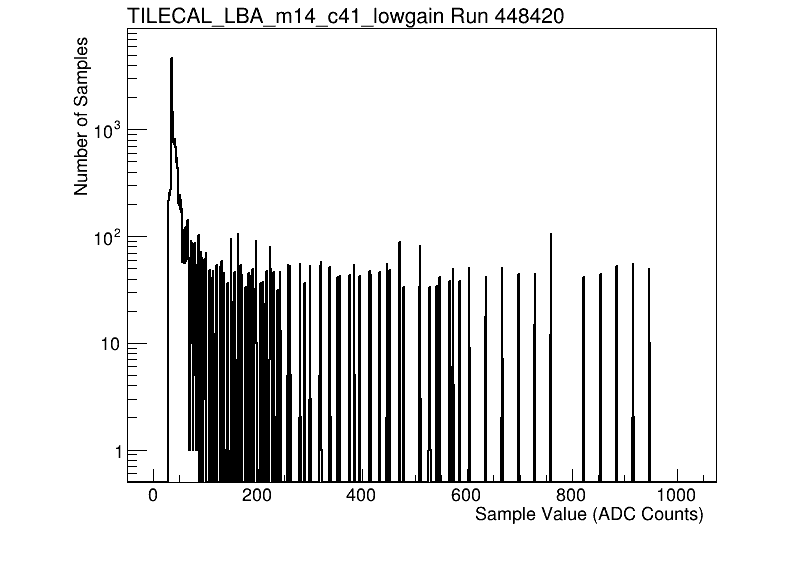 TILECAL_LBA_m14_c41_lowgain Run 448420
Number of Samples
10³
10²
10
1
0 200 400 600 800 1000
Sample Value (ADC Counts)